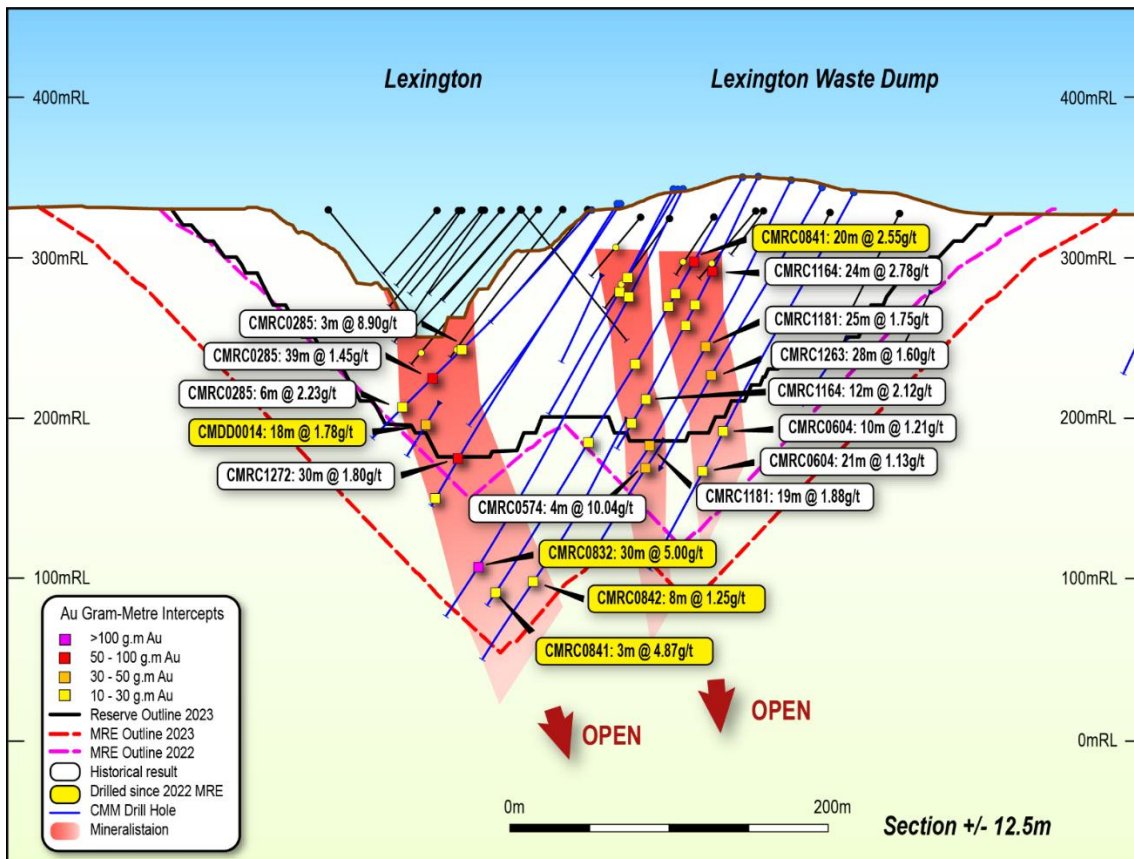 Lexington
Lexington Waste Dump
400mRL
400mRL
300mRL
300mRL
200mRL
200mRL
100mRL
100mRL
0mRL
CMRC0841: 20m @ 2.55g/t
CMRC1164: 24m @ 2.78g/t
CMRC0285: 3m @ 8.90g/t
CMRC1181: 25m @ 1.75g/t
CMRC0285: 39m @ 1.45g/t
CMRC1263: 28m @ 1.60g/t
CMRC0285: 6m @ 2.23g/t
CMRC1164: 12m @ 2.12g/t
CMDD0014: 18m @ 1.78g/t
CMRC0604: 10m @ 1.21g/t
CMRC1272: 30m @ 1.80g/t
CMRC0604: 21m @ 1.13g/t
CMRC0574: 4m @ 10.04g/t
CMRC1181: 19m @ 1.88g/t
CMRC0832: 30m @ 5.00g/t
CMRC0842: 8m @ 1.25g/t
CMRC0841: 3m @ 4.87g/t
OPEN
OPEN
Au Gram-Metre Intercepts
>100 g.m Au
50 - 100 g.m Au
30 - 50 g.m Au
10 - 30 g.m Au
Reserve Outline 2023
MRE Outline 2023
MRE Outline 2022
Historical result
Drilled since 2022 MRE
CMM Drill Hole
Mineralistaion
0m
200m
Section +/- 12.5m